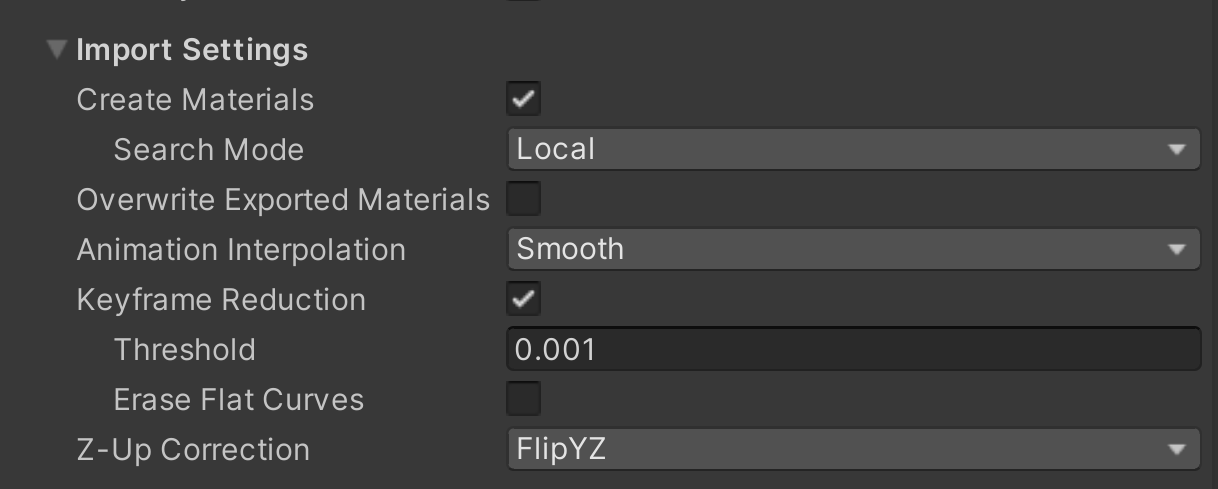 Import Settings
Create Materials
Search Mode Local
Overwrite Exported Materials
Animation Interpolation Smooth
Keyframe Reduction
Threshold 0.001
Erase Flat Curves
Z-Up Correction FlipYZ